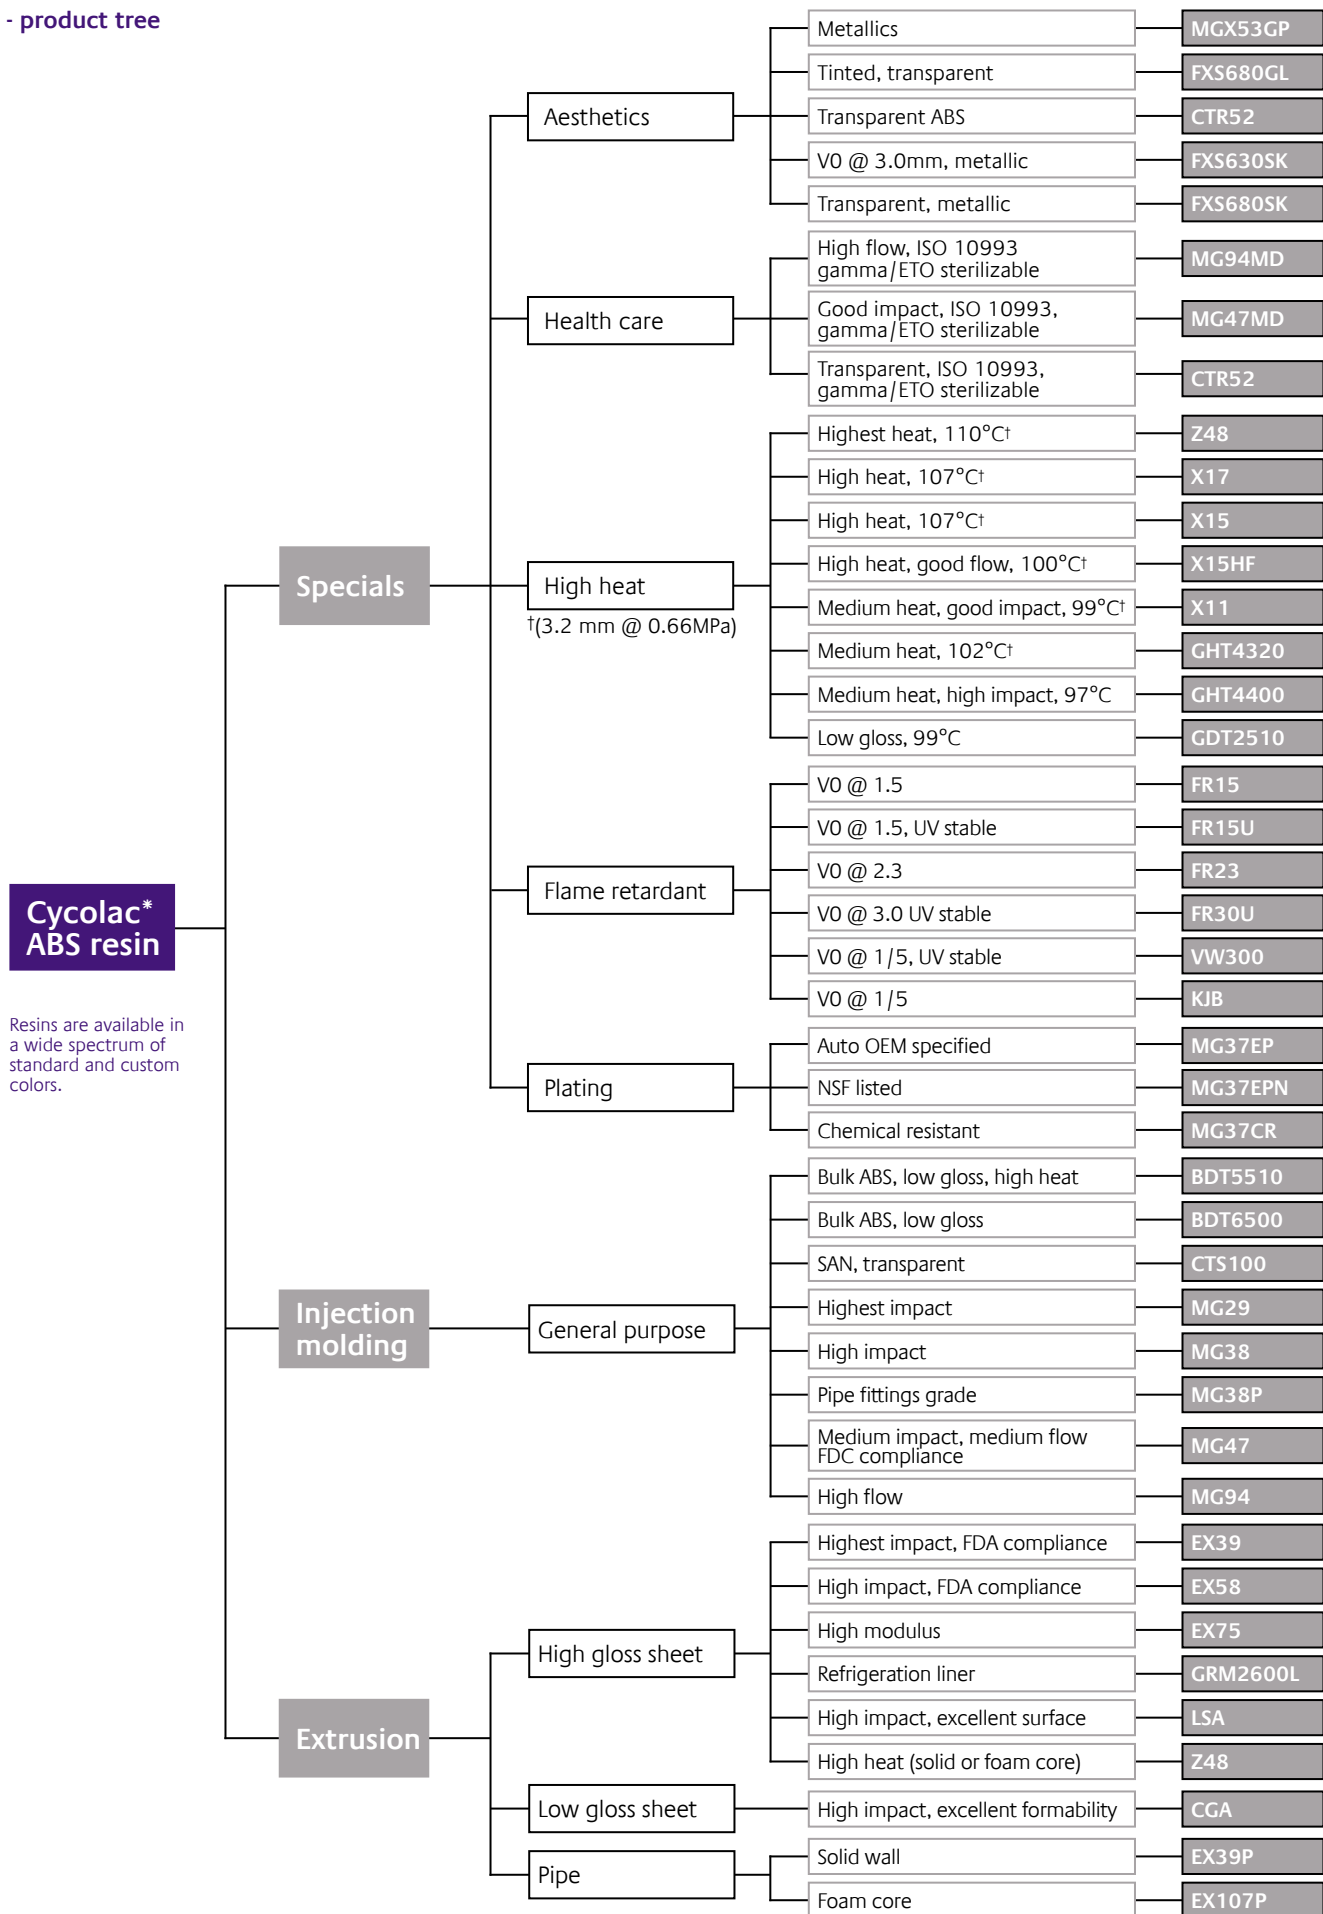 - product tree
Cycolac*
ABS resin
Resins are available in
a wide spectrum of
standard and custom
colors.
Specials
Aesthetics
Metallics
MGX53GP
Tinted, transparent
FXS680GL
Transparent ABS
CTR52
V0 @ 3.0mm, metallic
FXS630SK
Transparent, metallic
FXS680SK
Health care
High flow, ISO 10993
gamma/ETO sterilizable
MG94MD
Good impact, ISO 10993,
gamma/ETO sterilizable
MG47MD
Transparent, ISO 10993,
gamma/ETO sterilizable
CTR52
High heat
†(3.2 mm @ 0.66MPa)
Highest heat, 110°C†
Z48
High heat, 107°C†
X17
High heat, 107°C†
X15
High heat, good flow, 100°C†
X15HF
Medium heat, good impact, 99°C†
X11
Medium heat, 102°C†
GHT4320
Medium heat, high impact, 97°C
GHT4400
Low gloss, 99°C
GDT2510
Flame retardant
V0 @ 1.5
FR15
V0 @ 1.5, UV stable
FR15U
V0 @ 2.3
FR23
V0 @ 3.0 UV stable
FR30U
V0 @ 1/5, UV stable
VW300
V0 @ 1/5
KJB
Plating
Auto OEM specified
MG37EP
NSF listed
MG37EPN
Chemical resistant
MG37CR
Injection
molding
General purpose
Bulk ABS, low gloss, high heat
BDT5510
Bulk ABS, low gloss
BDT6500
SAN, transparent
CTS100
Highest impact
MG29
High impact
MG38
Pipe fittings grade
MG38P
Medium impact, medium flow
FDC compliance
MG47
High flow
MG94
Extrusion
High gloss sheet
Highest impact, FDA compliance
EX39
High impact, FDA compliance
EX58
High modulus
EX75
Refrigeration liner
GRM2600L
High impact, excellent surface
LSA
High heat (solid or foam core)
Z48
Low gloss sheet
High impact, excellent formability
CGA
Pipe
Solid wall
EX39P
Foam core
EX107P